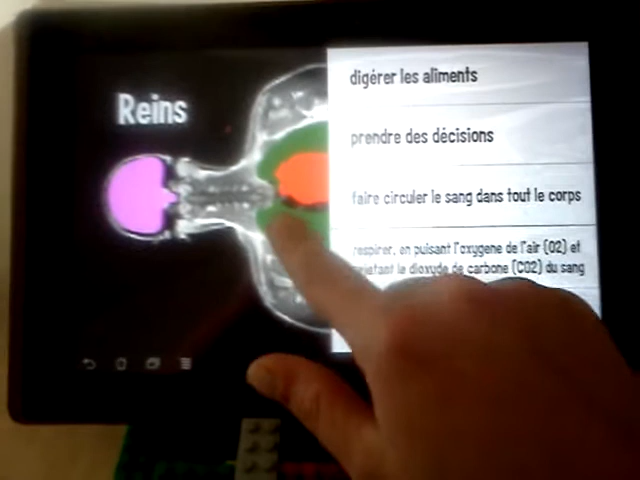 Reins
digérer les aliments
prendre des décisions
faire circuler le sang dans tout le corps
respirer, en puisant l'oxygene de l'air (O2) et
rejetant le dioxyde de carbone (CO2) du sang